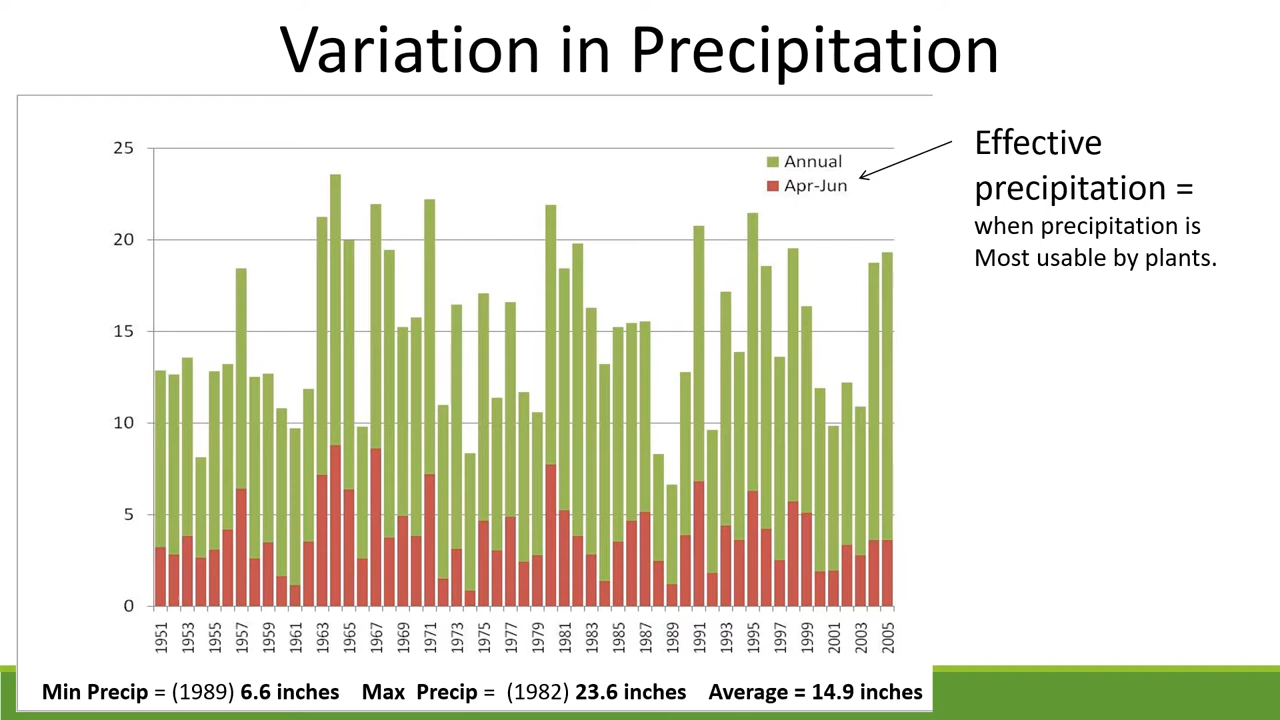 Variation in Precipitation
Effective
precipitation =
when precipitation is
Most usable by plants.
25
20
15
10
5
0
Annual
Apr-Jun
1951 1953 1955 1957 1959 1961 1963 1965 1967 1969 1971 1973 1975 1977 1979 1981 1983 1985 1987 1989 1991 1993 1995 1997 1999 2001 2003 2005
Min Precip = (1989) 6.6 inches Max Precip = (1982) 23.6 inches Average = 14.9 inches